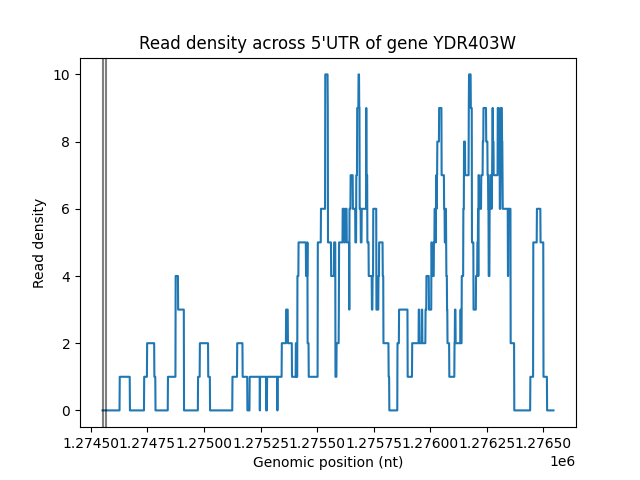 Read density across 5'UTR of gene YDR403W
10
8
6
4
2
0
Read density
1.27450 1.27475 1.27500 1.27525 1.27550 1.27575 1.27600 1.27625 1.27650
1e6
Genomic position (nt)